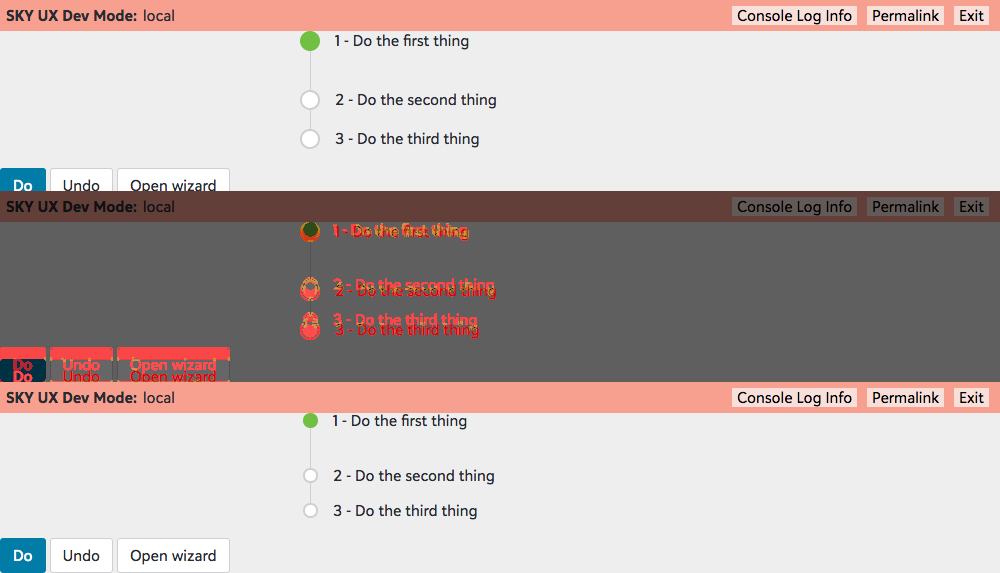 SKY UX Dev Mode: local Console Log Info Permalink Exit
1 - Do the first thing
2 - Do the second thing
3 - Do the third thing
Do Undo Open wizard
SKY UX Dev Mode: local Console Log Info Permalink Exit
1 - Do the first thing
2 - Do the second thing
2 - Do the second thing
3 - Do the third thing
3 - Do the third thing
Do Undo Open wizard
Do Undo Open wizard
SKY UX Dev Mode: local Console Log Info Permalink Exit
1 - Do the first thing
2 - Do the second thing
3 - Do the third thing
Do Undo Open wizard